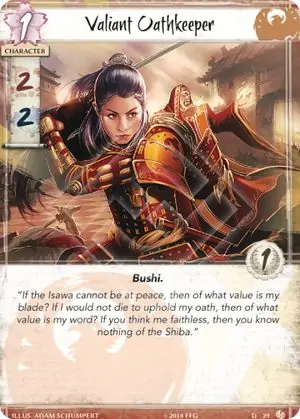 1
Valiant Oathkeeper
CHARACTER
2
2
Bushi.
1
“If the Isawa cannot be at peace, then of what value is my
blade? If I would not die to uphold my oath, then of what
value is my word? If you think me faithless, then you know
nothing of the Shiba.”
ILLUS. ADAM SCHUMPERT
© 2018 FFG
29